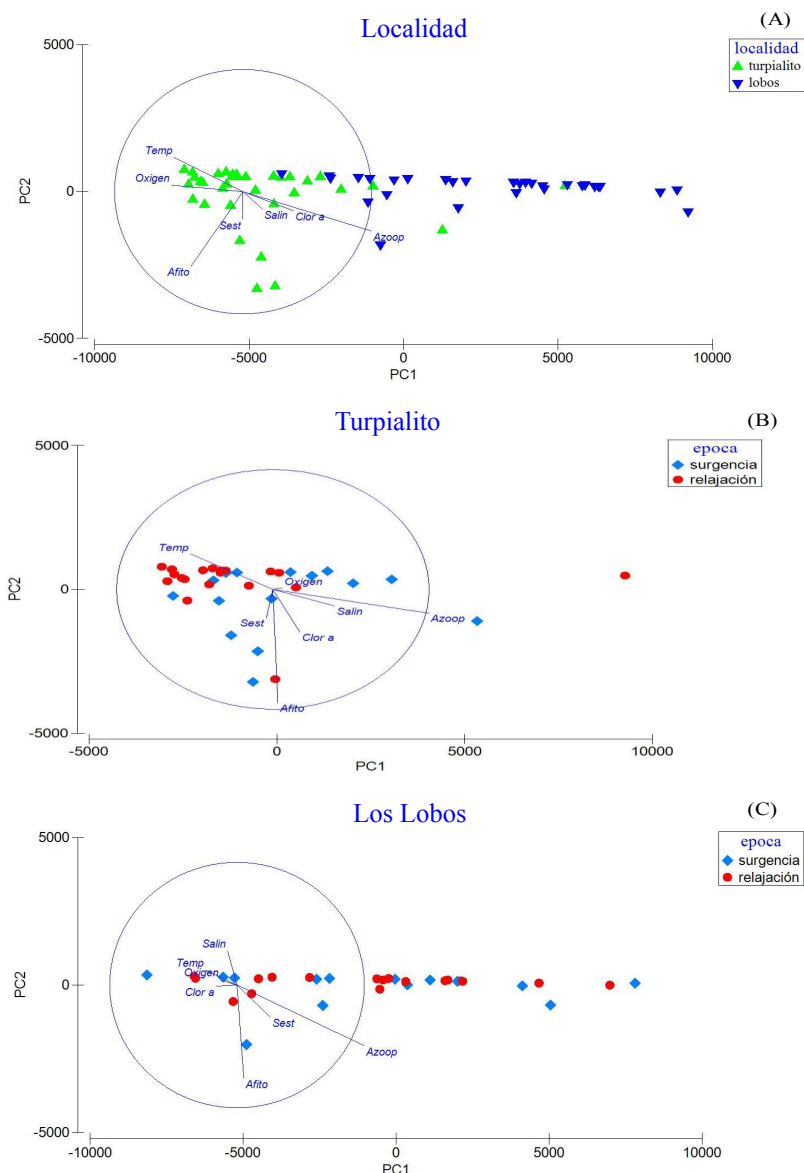 Localidad
(A)
localidad
turpialito
lobos
5000
0
-5000
PC2
Temp
Oxigen
Salin
Clor a
Sest
Azoop
Afito
-10000
-5000
0
5000
10000
PC1
Turpialito
(B)
epoca
surgencia
relajación
5000
0
-5000
PC2
Temp
Oxigen
Salin
Azoop
Sest
Clor a
Afito
-5000
0
5000
10000
PC1
Los Lobos
(C)
epoca
surgencia
relajación
5000
0
-5000
PC2
Salin
Temp
Oxigen
Clor a
Sest
Azoop
Afito
-10000
-5000
0
5000
10000
PC1